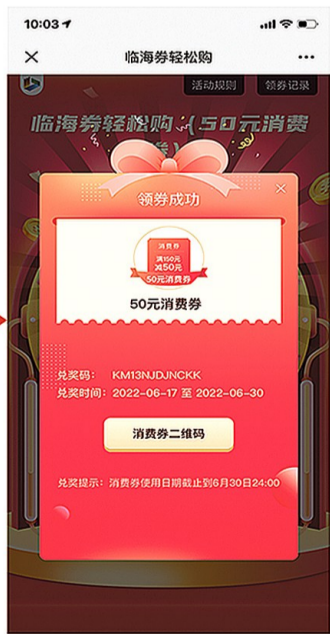 10:03
临海券轻松购
活动规则
领券记录
临海券轻松购（50元消费
券）
领券成功
消费券
满150元
减50元
50元消费券
50元消费券
兑奖码： KM13NJDJNCKK
兑奖时间：2022-06-17 至 2022-06-30
消费券二维码
兑奖提示：消费券使用日期截止到6月30日24:00